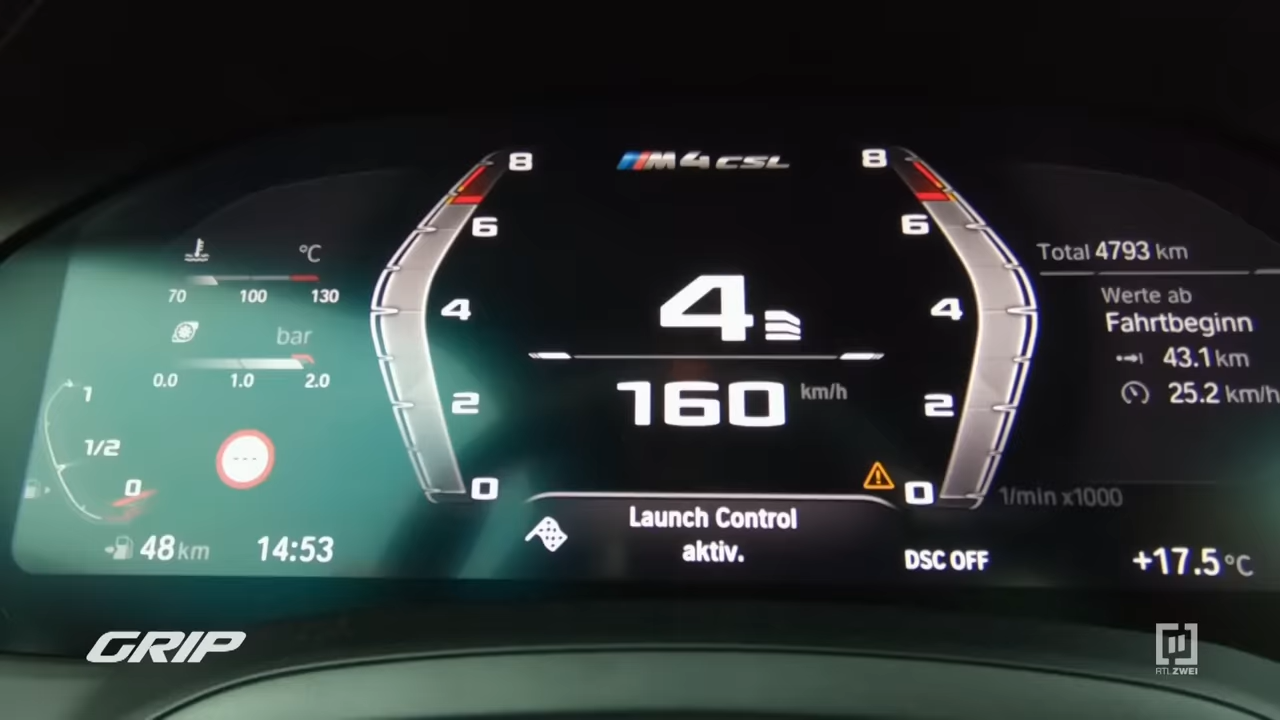 M4 CSL
8
8
6
6
4
4
2
2
0
0
°C
70 100 130
bar
0.0 1.0 2.0
1
1/2
0
---
48 km
14:53
4
160 km/h
Launch Control
aktiv.
DSC OFF
Total 4793 km
Werte ab
Fahrtbeginn
43.1 km
25.2 km/h
1/min x1000
+17.5 °C
GRIP
RTLZWEI